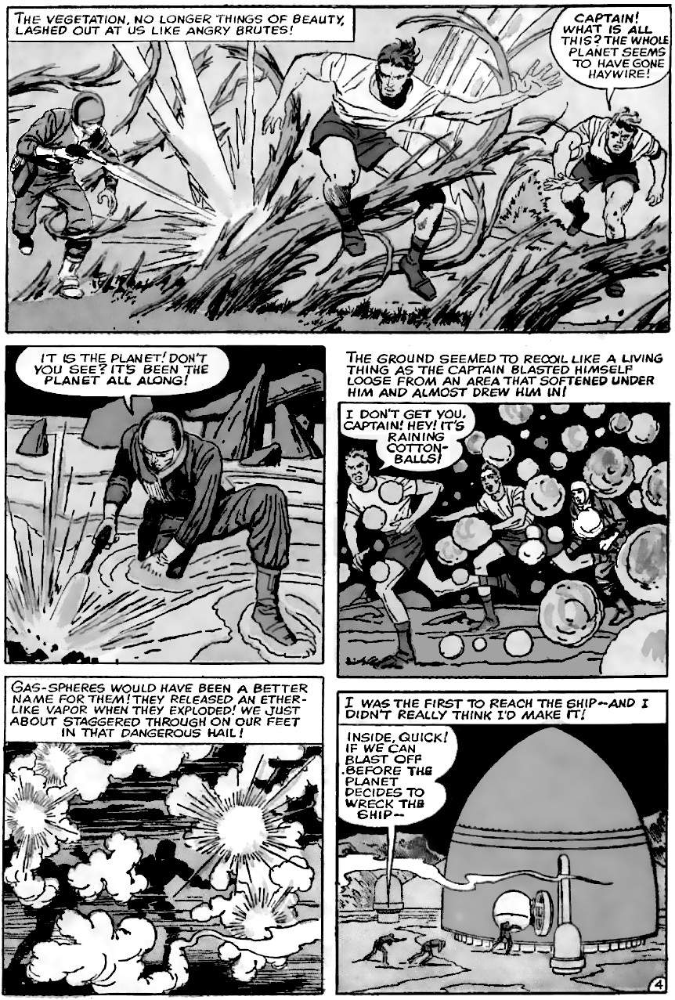 THE VEGETATION, NO LONGER THINGS OF BEAUTY,
LASHED OUT AT US LIKE ANGRY BRUTES!
CAPTAIN!
WHAT IS ALL
THIS? THE WHOLE
PLANET SEEMS
TO HAVE GONE
HAYWIRE!
IT IS THE PLANET! DON'T
YOU SEE? IT'S BEEN THE
PLANET ALL ALONG!
THE GROUND SEEMED TO RECOIL LIKE A LIVING
THING AS THE CAPTAIN BLASTED HIMSELF
LOOSE FROM AN AREA THAT SOFTENED UNDER
HIM AND ALMOST DREW HIM IN!
I DON'T GET YOU,
CAPTAIN! HEY! IT'S
RAINING
COTTON-
BALLS!
GAS-SPHERES WOULD HAVE BEEN A BETTER
NAME FOR THEM! THEY RELEASED AN ETHER-
LIKE VAPOR WHEN THEY EXPLODED! WE JUST
ABOUT STAGGERED THROUGH ON OUR FEET
IN THAT DANGEROUS HAIL!
I WAS THE FIRST TO REACH THE SHIP--AND I
DIDN'T REALLY THINK I'D MAKE IT!
INSIDE, QUICK!
IF WE CAN
BLAST OFF
BEFORE THE
PLANET
DECIDES TO
WRECK THE
SHIP--
4